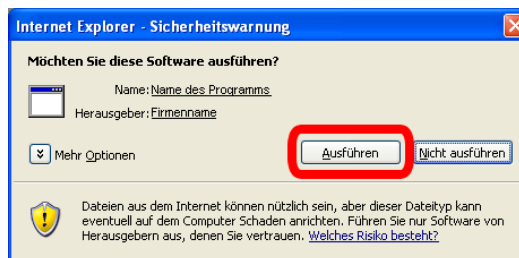 Internet Explorer - Sicherheitswarnung
Möchten Sie diese Software ausführen?
Name: Name des Programms
Herausgeber: Firmenname
Mehr Optionen
Ausführen
Nicht ausführen
Dateien aus dem Internet können nützlich sein, aber dieser Dateityp kann
eventuell auf dem Computer Schaden anrichten. Führen Sie nur Software von
Herausgebern aus, denen Sie vertrauen. Welches Risiko besteht?